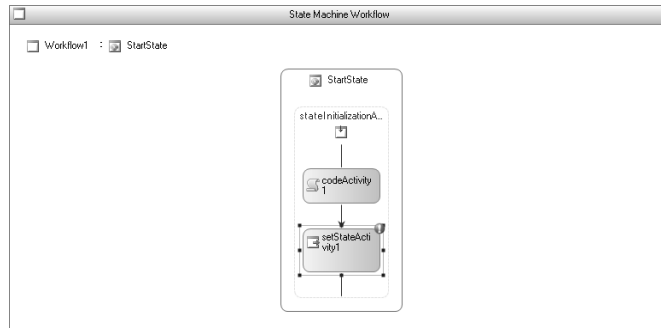 State Machine Workflow
Workflow1 : StartState
StartState
stateInitializationA...
codeActivity
1
setStateActi
vity1